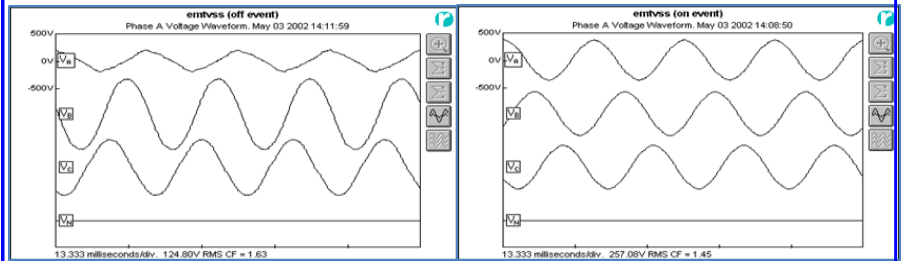 emtvss (off event)
Phase A Voltage Waveform. May 03 2002 14:11:59
500V
0V
-500V
VA
VB
VC
VN
13.333 milliseconds/div. 124.80V RMS CF = 1.63
emtvss (on event)
Phase A Voltage Waveform. May 03 2002 14:08:50
500V
0V
-500V
VA
VB
VC
VN
13.333 milliseconds/div. 257.08V RMS CF = 1.45